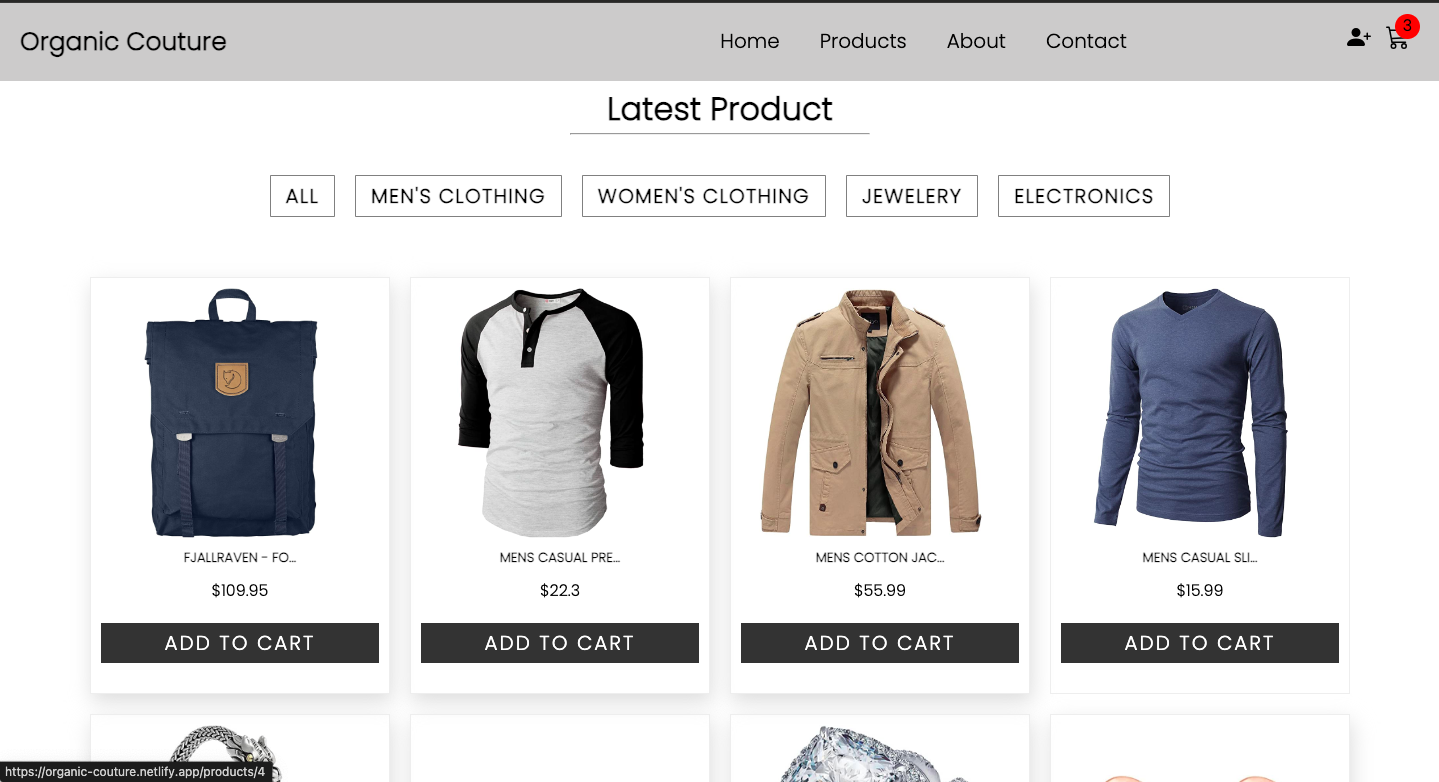 Organic Couture
Home Products About Contact
3
Latest Product
ALL MEN'S CLOTHING WOMEN'S CLOTHING JEWELERY ELECTRONICS
FJALLRAVEN - FO... MENS CASUAL PRE... MENS COTTON JAC... MENS CASUAL SLI...
$109.95 $22.3 $55.99 $15.99
ADD TO CART ADD TO CART ADD TO CART ADD TO CART
https://organic-couture.netlify.app/products/4